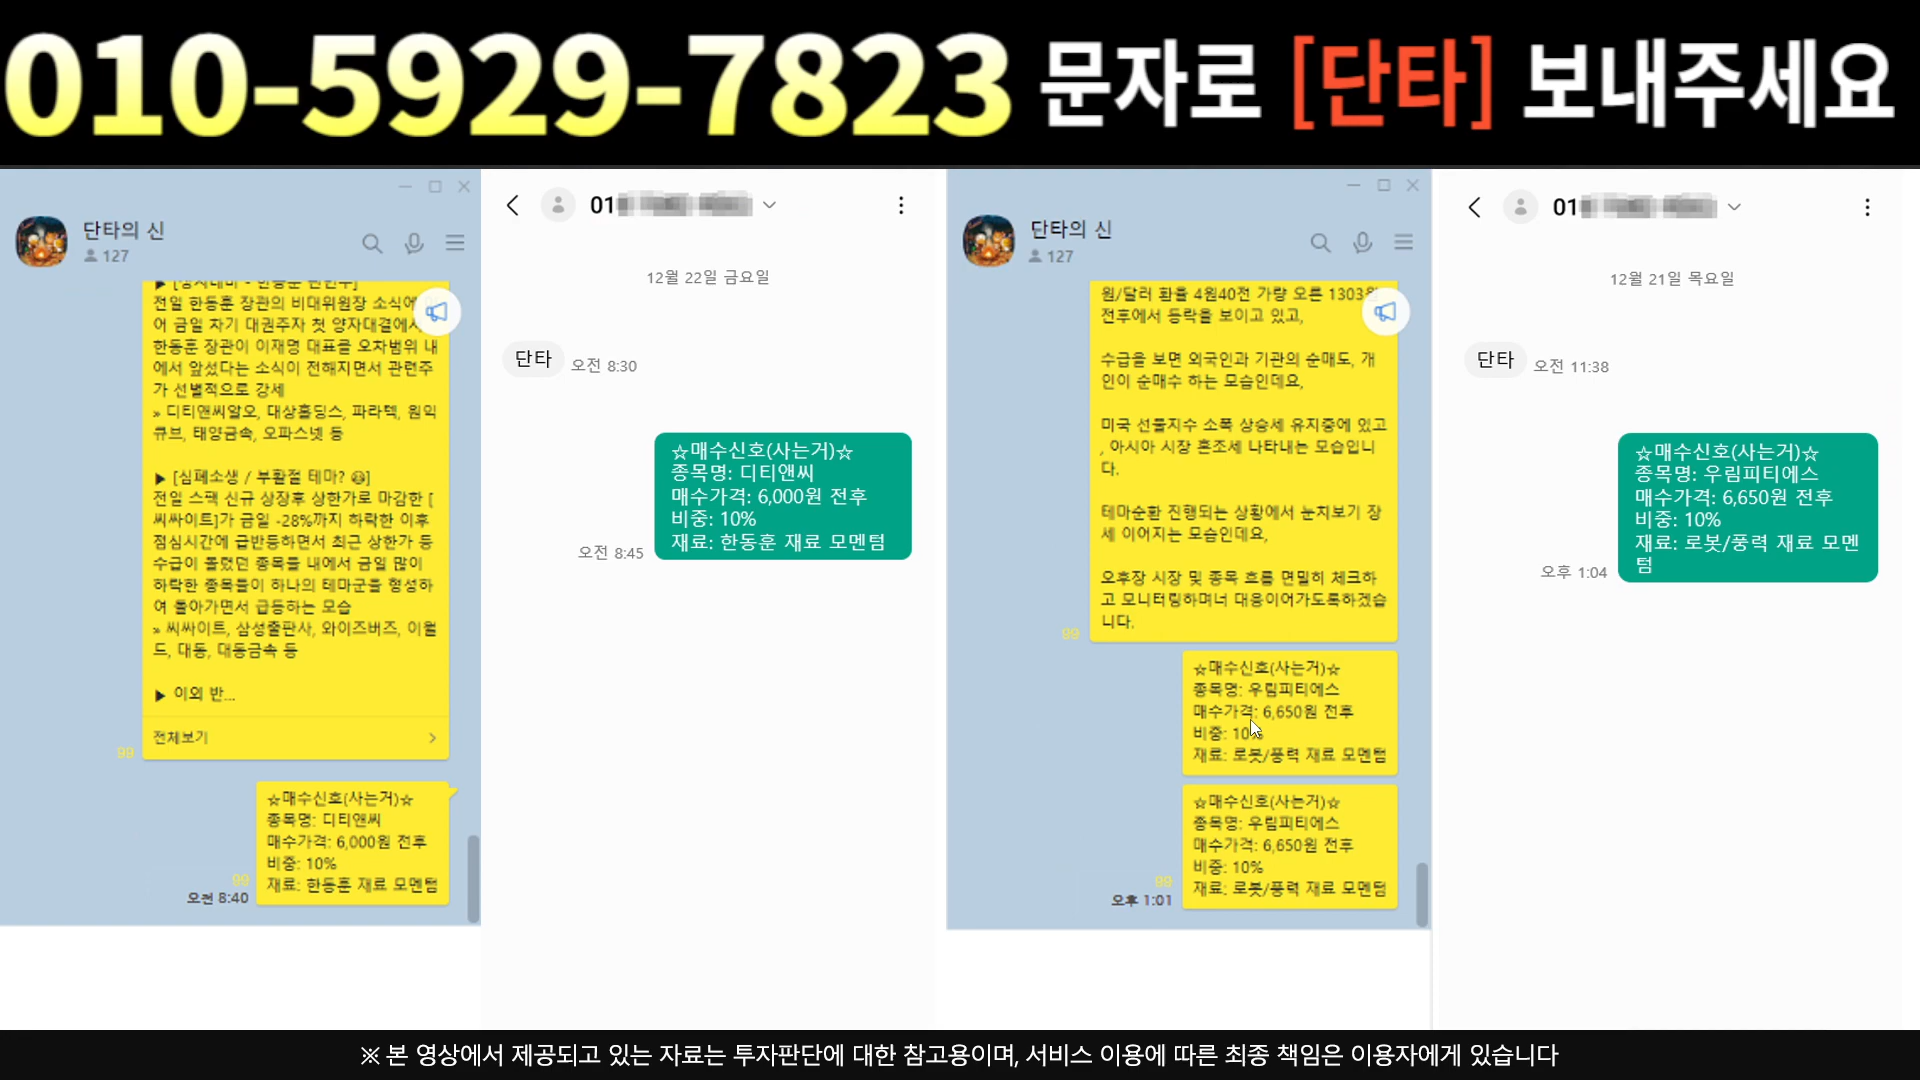 010-5929-7823 문자로 [단타] 보내주세요
단타의 신
127
전일 한동훈 장관의 비대위원장 소식에
어 금일 차기 대권주자 첫 양자대결에서
한동훈 장관이 이재명 대표를 오차범위 내
에서 앞섰다는 소식이 전해지면서 관련주
가 선별적으로 강세
» 디티앤씨알오, 대상홀딩스, 파라텍, 원익
큐브, 태양금속, 오파스넷 등
▶ [심폐소생 / 부활절 테마? 😆]
전일 스팩 신규 상장후 상한가로 마감한 [
씨싸이트]가 금일 -28%까지 하락한 이후
점심시간에 급반등하면서 최근 상한가 등
수급이 몰렸던 종목들 내에서 금일 많이
하락한 종목들이 하나의 테마군을 형성하
여 돌아가면서 급등하는 모습
» 씨싸이트, 삼성출판사, 와이즈버즈, 이월
드, 대동, 대동금속 등
▶ 이외 반...
전체보기
99
☆매수신호(사는거)☆
종목명: 디티앤씨
매수가격: 6,000원 전후
비중: 10%
재료: 한동훈 재료 모멘텀
99
오전 8:40
01
12월 22일 금요일
단타
오전 8:30
☆매수신호(사는거)☆
종목명: 디티앤씨
매수가격: 6,000원 전후
비중: 10%
재료: 한동훈 재료 모멘텀
오전 8:45
단타의 신
127
원/달러 환율 4원40전 가량 오른 1303원
전후에서 등락을 보이고 있고,
수급을 보면 외국인과 기관의 순매도, 개
인이 순매수 하는 모습인데요,
미국 선물지수 소폭 상승세 유지중에 있고
, 아시아 시장 혼조세 나타내는 모습입니
다.
테마순환 진행되는 상황에서 눈치보기 장
세 이어지는 모습인데요,
오후장 시장 및 종목 흐름 면밀히 체크하
고 모니터링하며너 대응이어가도록하겠습
니다.
99
☆매수신호(사는거)☆
종목명: 우림피티에스
매수가격: 6,650원 전후
비중: 10%
재료: 로봇/풍력 재료 모멘텀
☆매수신호(사는거)☆
종목명: 우림피티에스
매수가격: 6,650원 전후
비중: 10%
재료: 로봇/풍력 재료 모멘텀
99
오후 1:01
01
12월 21일 목요일
단타
오전 11:38
☆매수신호(사는거)☆
종목명: 우림피티에스
매수가격: 6,650원 전후
비중: 10%
재료: 로봇/풍력 재료 모멘
텀
오후 1:04
※ 본 영상에서 제공되고 있는 자료는 투자판단에 대한 참고용이며, 서비스 이용에 따른 최종 책임은 이용자에게 있습니다